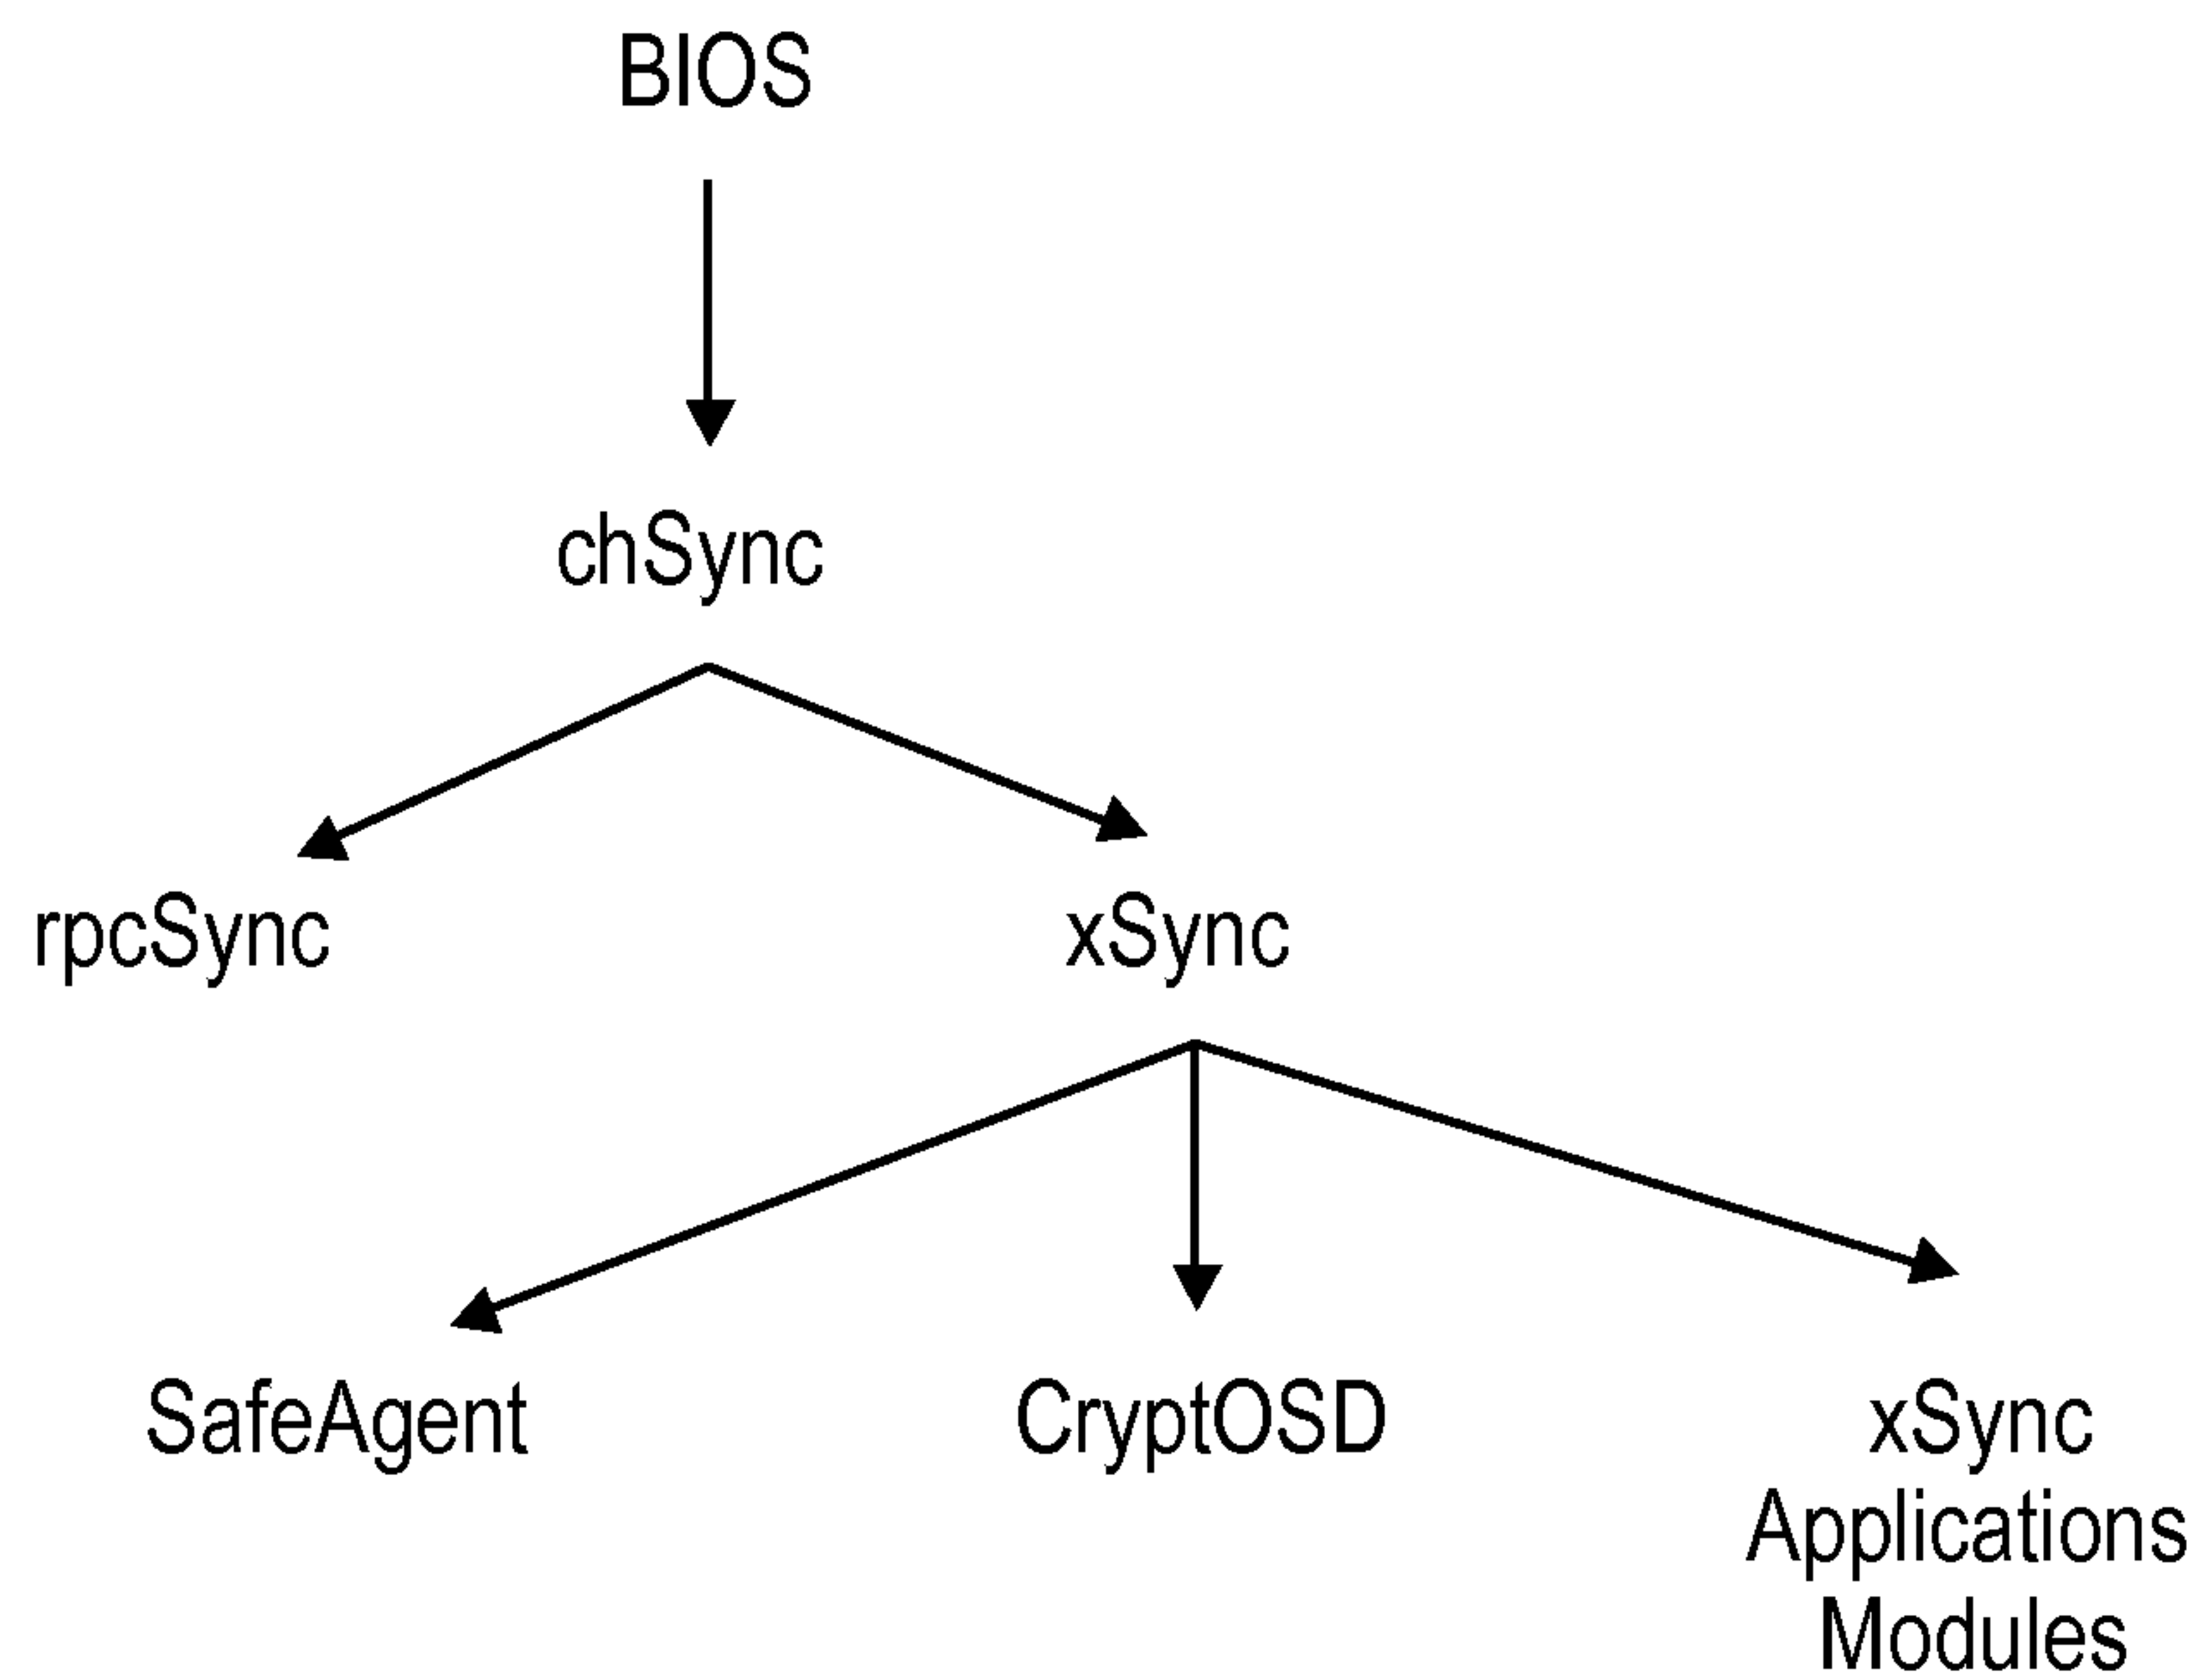 BIOS
chSync
rpcSync
xSync
SafeAgent
CryptOSD
xSync
Applications
Modules